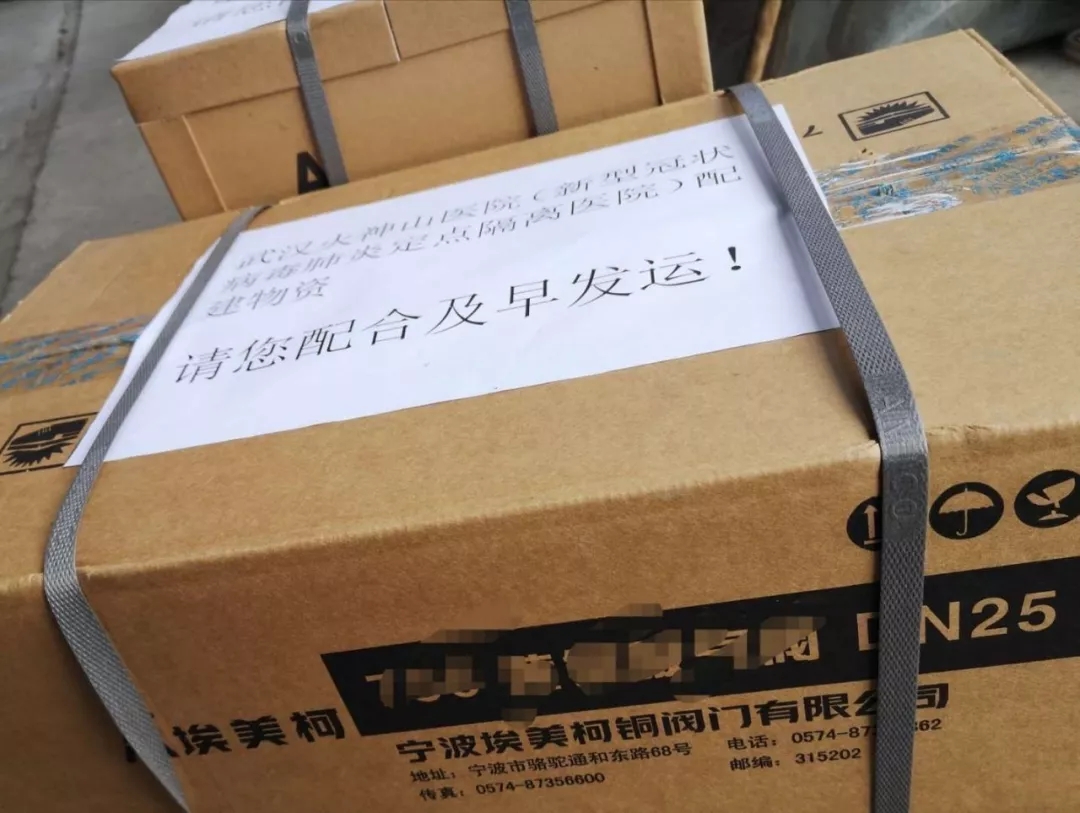 武汉火神山医院（新型冠状
病毒肺炎定点隔离医院）配
建物资
请您配合及早发运！
A
DN25
埃美柯
宁波埃美柯铜阀门有限公司
地址：宁波市骆驼通和东路68号
电话：0574-87
传真：0574-87356600
邮编：315202